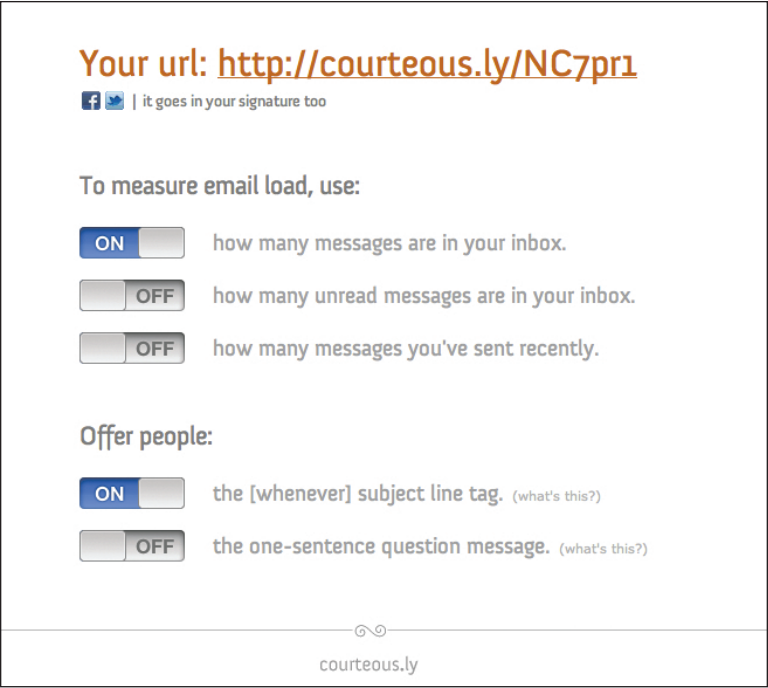 Your url: http://courteous.ly/NC7pr1
f | it goes in your signature too
To measure email load, use:
ON how many messages are in your inbox.
OFF how many unread messages are in your inbox.
OFF how many messages you've sent recently.
Offer people:
ON the [whenever] subject line tag. (what's this?)
OFF the one-sentence question message. (what's this?)
courteous.ly